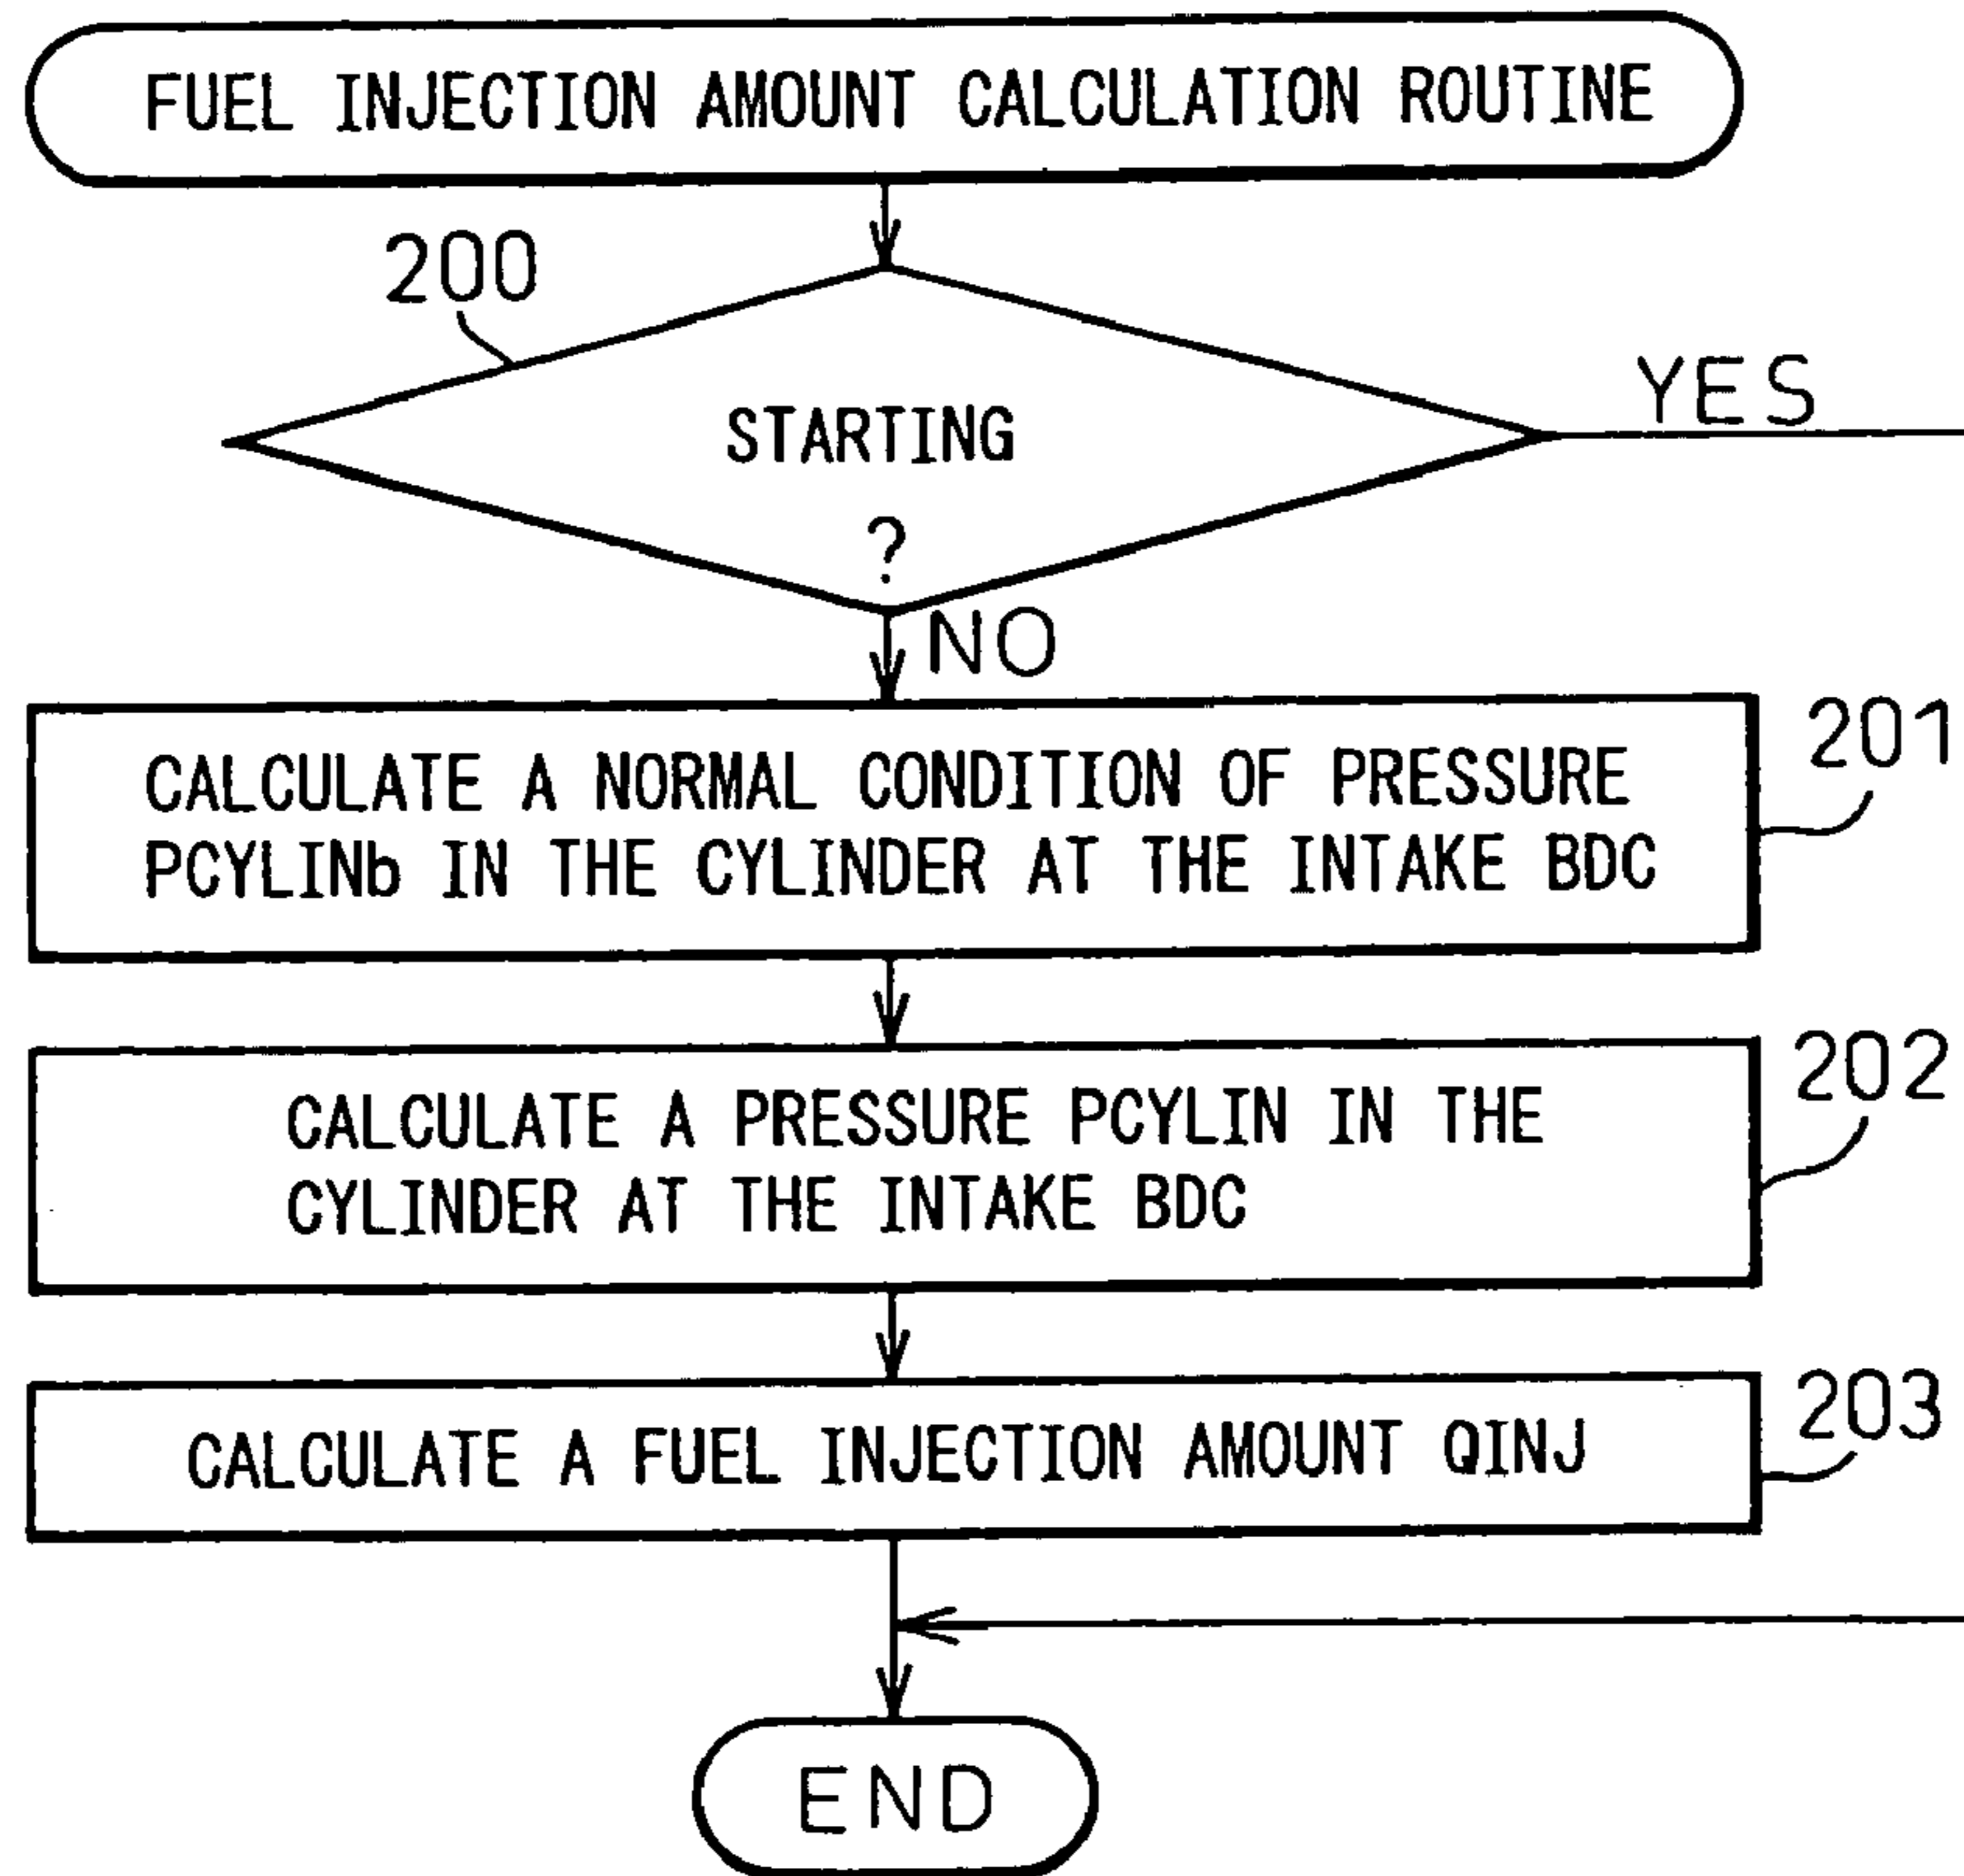 FUEL INJECTION AMOUNT CALCULATION ROUTINE
200
YES
STARTING
?
NO
201
CALCULATE A NORMAL CONDITION OF PRESSURE
PCYLINb IN THE CYLINDER AT THE INTAKE BDC
202
CALCULATE A PRESSURE PCYLIN IN THE
CYLINDER AT THE INTAKE BDC
203
CALCULATE A FUEL INJECTION AMOUNT QINJ
END